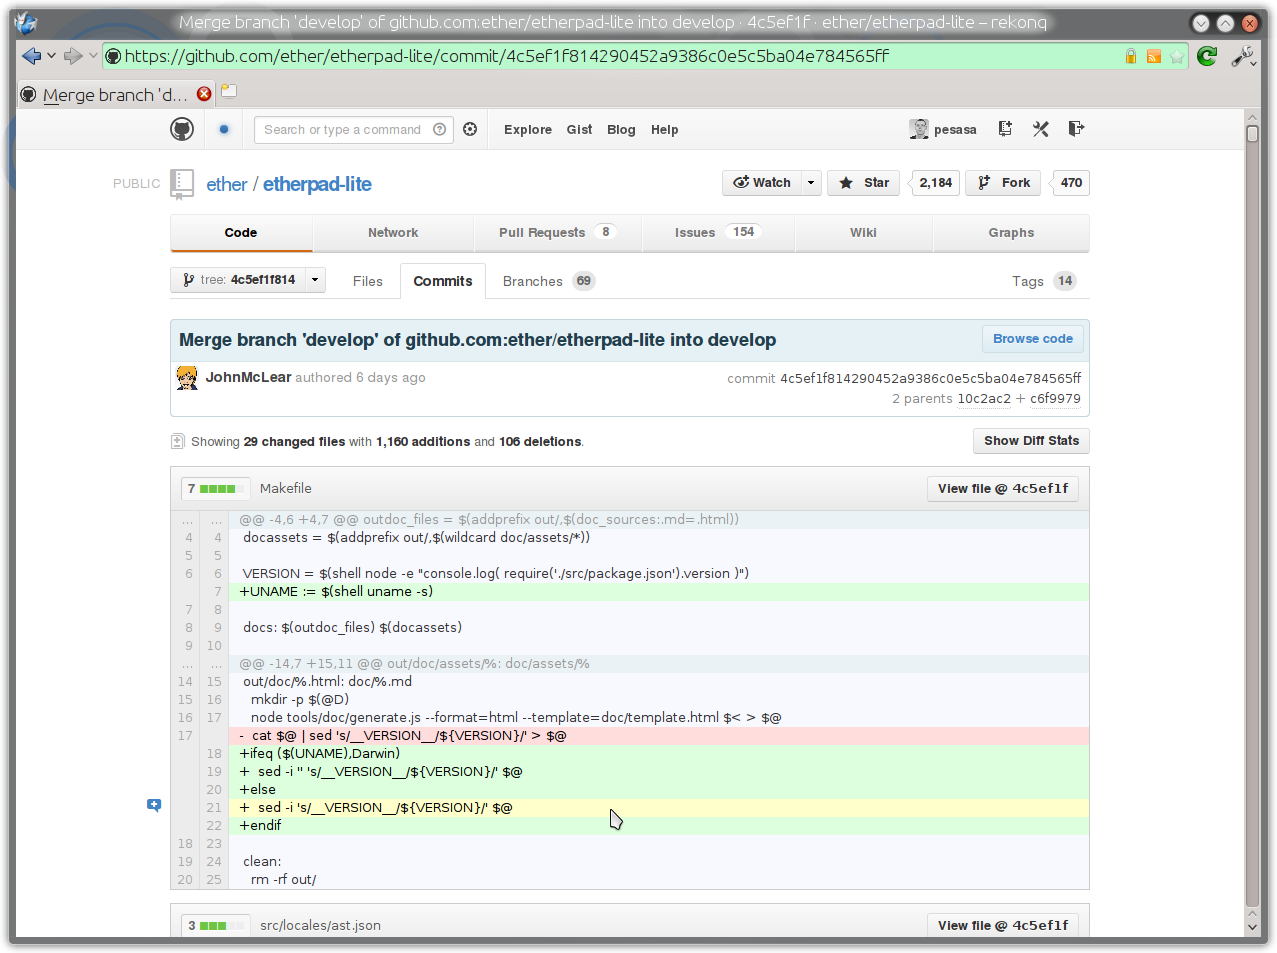 Merge branch 'develop' of github.com:ether/etherpad-lite into develop · 4c5ef1f · ether/etherpad-lite – rekonq
https://github.com/ether/etherpad-lite/commit/4c5ef1f814290452a9386c0e5c5ba04e784565ff
Merge branch 'd...
Search or type a command Explore Gist Blog Help pesasa
PUBLIC ether / etherpad-lite Watch Star 2,184 Fork 470
Code Network Pull Requests 8 Issues 154 Wiki Graphs
tree: 4c5ef1f814 Files Commits Branches 69 Tags 14
Merge branch 'develop' of github.com:ether/etherpad-lite into develop Browse code
JohnMcLear authored 6 days ago commit 4c5ef1f814290452a9386c0e5c5ba04e784565ff
2 parents 10c2ac2 + c6f9979
Showing 29 changed files with 1,160 additions and 106 deletions. Show Diff Stats
7 Makefile View file @ 4c5ef1f
... ... @@ -4,6 +4,7 @@ outdoc_files = $(addprefix out/,$(doc_sources:.md=.html))
4 4 docassets = $(addprefix out/,$(wildcard doc/assets/*))
5 5
6 6 VERSION = $(shell node -e "console.log( require('./src/package.json').version )")
7 +UNAME := $(shell uname -s)
7 8
8 9 docs: $(outdoc_files) $(docassets)
9 10
... ... @@ -14,7 +15,11 @@ out/doc/assets/%: doc/assets/%
14 15 out/doc/%.html: doc/%.md
15 16 mkdir -p $(@D)
16 17 node tools/doc/generate.js --format=html --template=doc/template.html $< > $@
17 - cat $@ | sed 's/__VERSION__/${VERSION}/' > $@
18 +ifeq ($(UNAME),Darwin)
19 + sed -i '' 's/__VERSION__/${VERSION}/' $@
20 +else
21 + sed -i 's/__VERSION__/${VERSION}/' $@
22 +endif
18 23
19 24 clean:
20 25 rm -rf out/
3 src/locales/ast.json View file @ 4c5ef1f